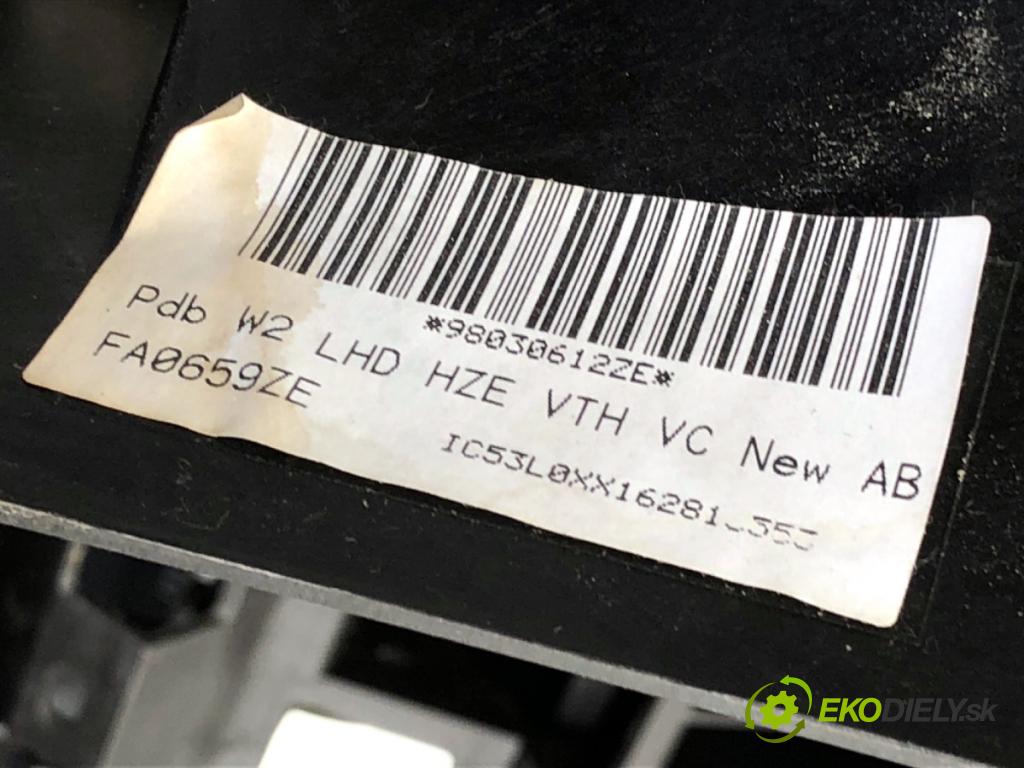 *98030612ZE*
Pdb W2 LHD HZE VTH VC New AB
FA0659ZE
EKODIELY.sk